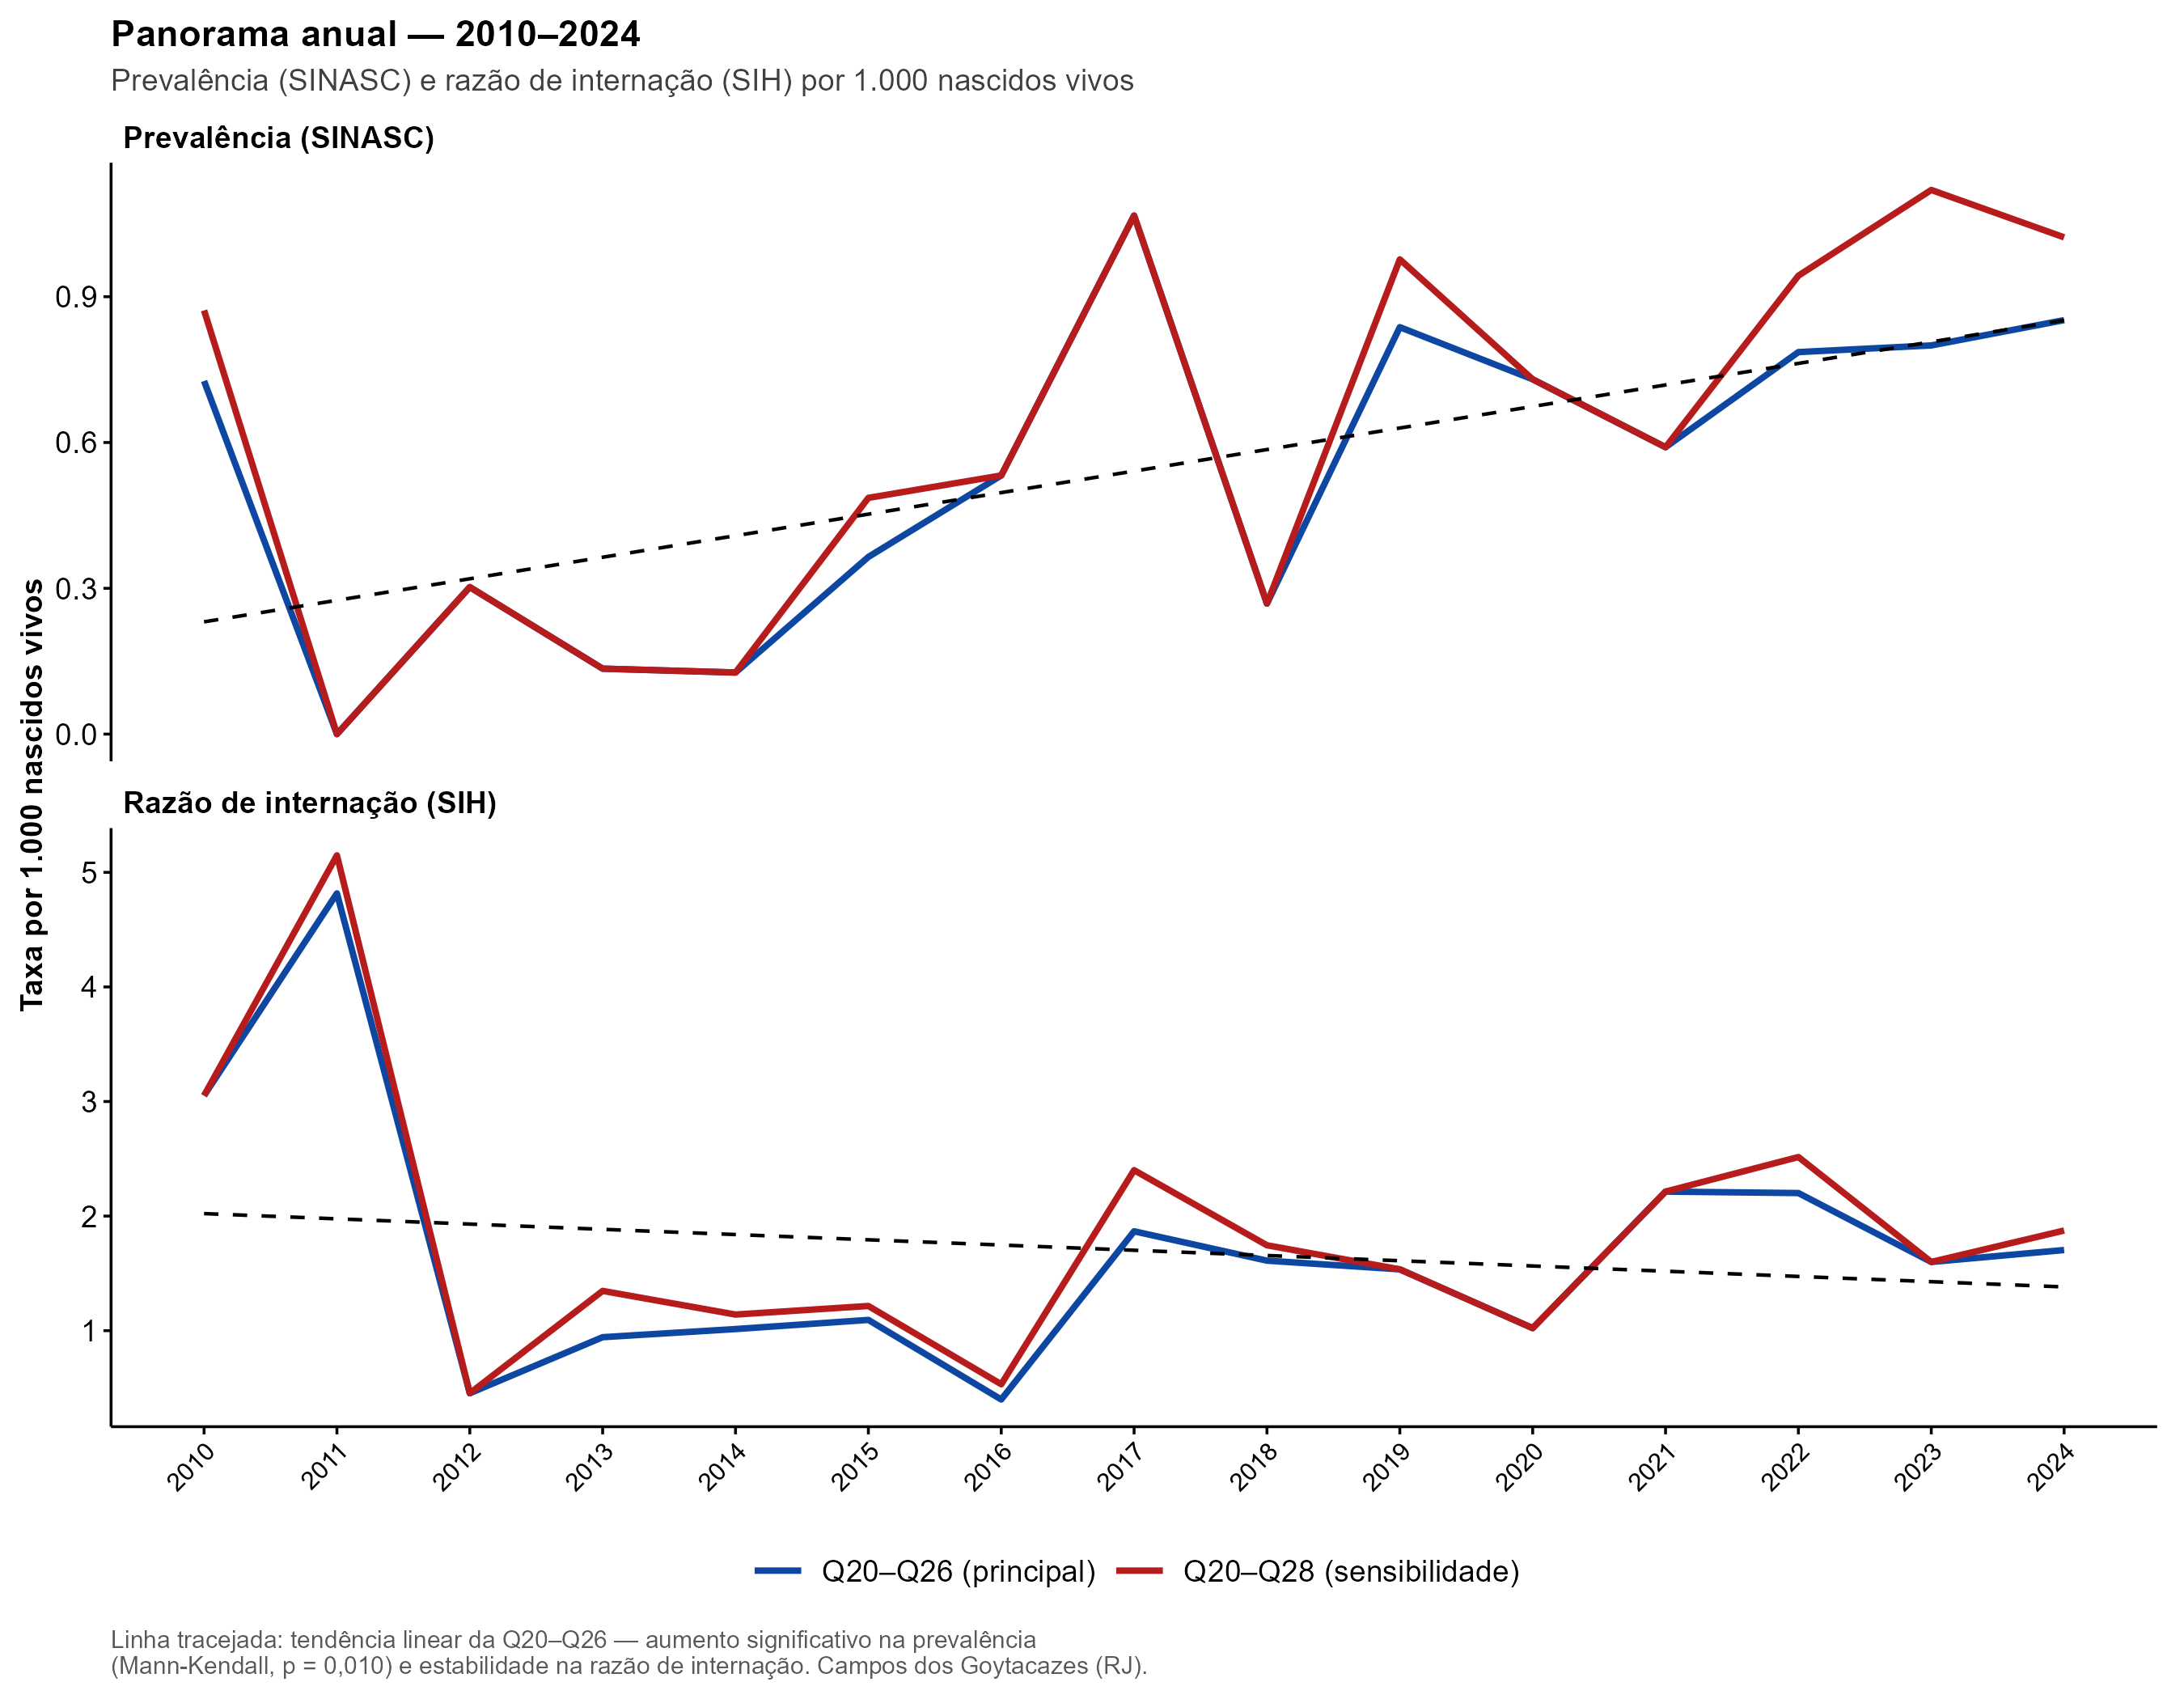 Panorama anual — 2010–2024
Prevalência (SINASC) e razão de internação (SIH) por 1.000 nascidos vivos
Prevalência (SINASC)
0.9
0.6
0.3
0.0
Taxa por 1.000 nascidos vivos
Razão de internação (SIH)
5
4
3
2
1
2010 2011 2012 2013 2014 2015 2016 2017 2018 2019 2020 2021 2022 2023 2024
Q20–Q26 (principal) Q20–Q28 (sensibilidade)
Linha tracejada: tendência linear da Q20–Q26 — aumento significativo na prevalência
(Mann-Kendall, p = 0,010) e estabilidade na razão de internação. Campos dos Goytacazes (RJ).